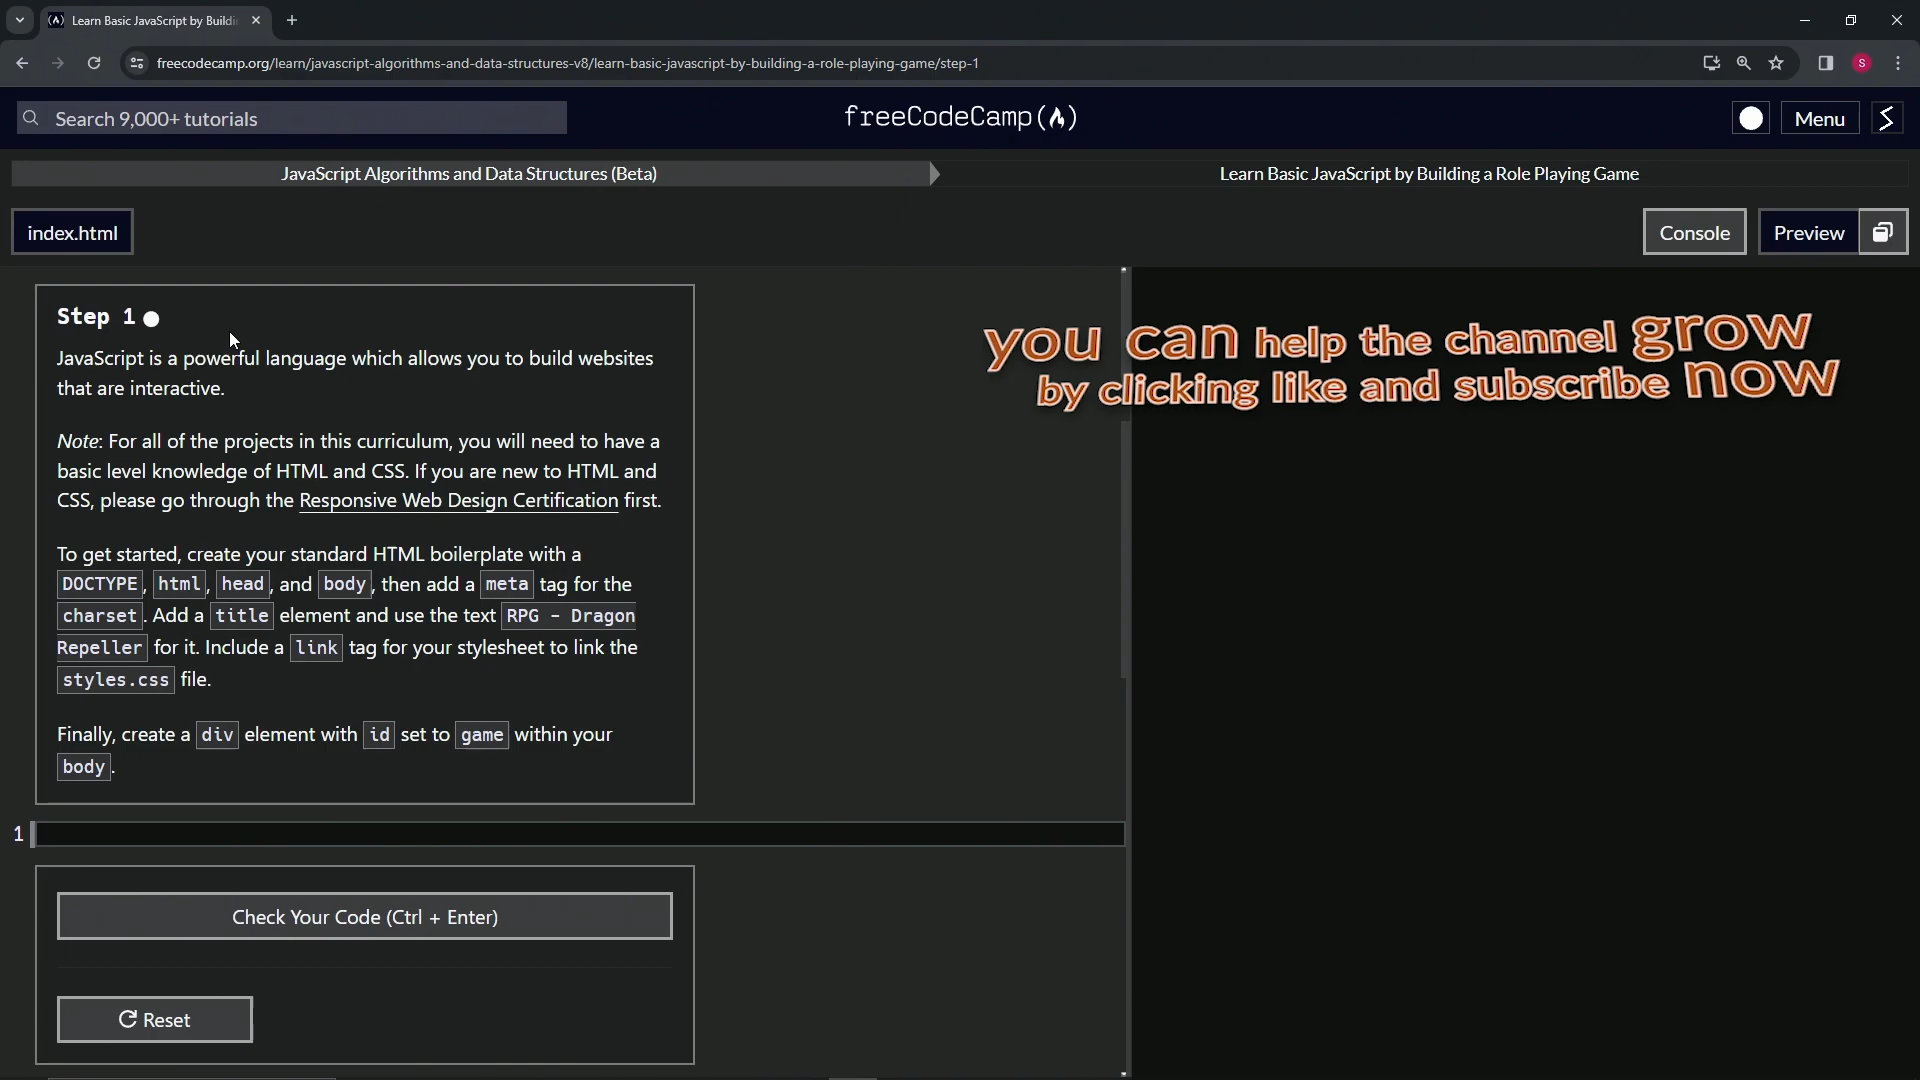 Learn Basic JavaScript by Buildi
freecodecamp.org/learn/javascript-algorithms-and-data-structures-v8/learn-basic-javascript-by-building-a-role-playing-game/step-1
S
Search 9,000+ tutorials
freeCodeCamp(🔥)
Menu
JavaScript Algorithms and Data Structures (Beta)
Learn Basic JavaScript by Building a Role Playing Game
index.html
Console
Preview
Step 1
JavaScript is a powerful language which allows you to build websites
that are interactive.
Note: For all of the projects in this curriculum, you will need to have a
basic level knowledge of HTML and CSS. If you are new to HTML and
CSS, please go through the Responsive Web Design Certification first.
To get started, create your standard HTML boilerplate with a
DOCTYPE, html, head, and body, then add a meta tag for the
charset. Add a title element and use the text RPG - Dragon
Repeller for it. Include a link tag for your stylesheet to link the
styles.css file.
Finally, create a div element with id set to game within your
body.
you can help the channel grow
by clicking like and subscribe now
1
Check Your Code (Ctrl + Enter)
Reset